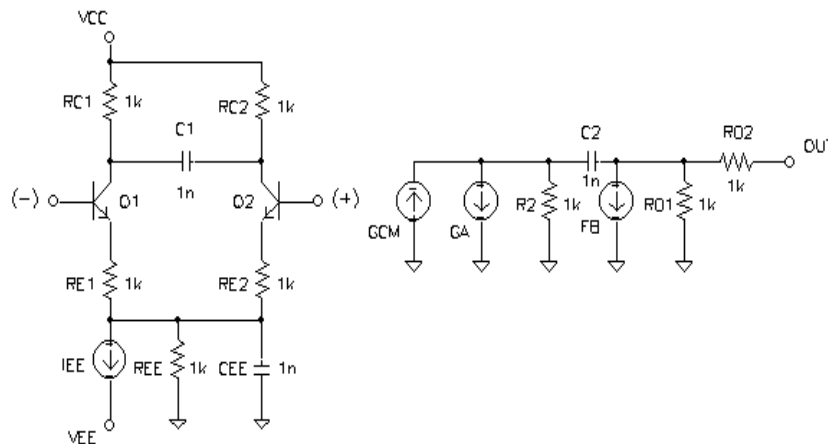 VCC
RC1 1k
RC2 1k
C1
1n
(-) Q1
Q2 (+)
RE1 1k
RE2 1k
IEE
REE 1k
CEE 1n
VEE
C2
1n
RO2
1k
OUT
GCM
GA
R2 1k
FB
RO1 1k